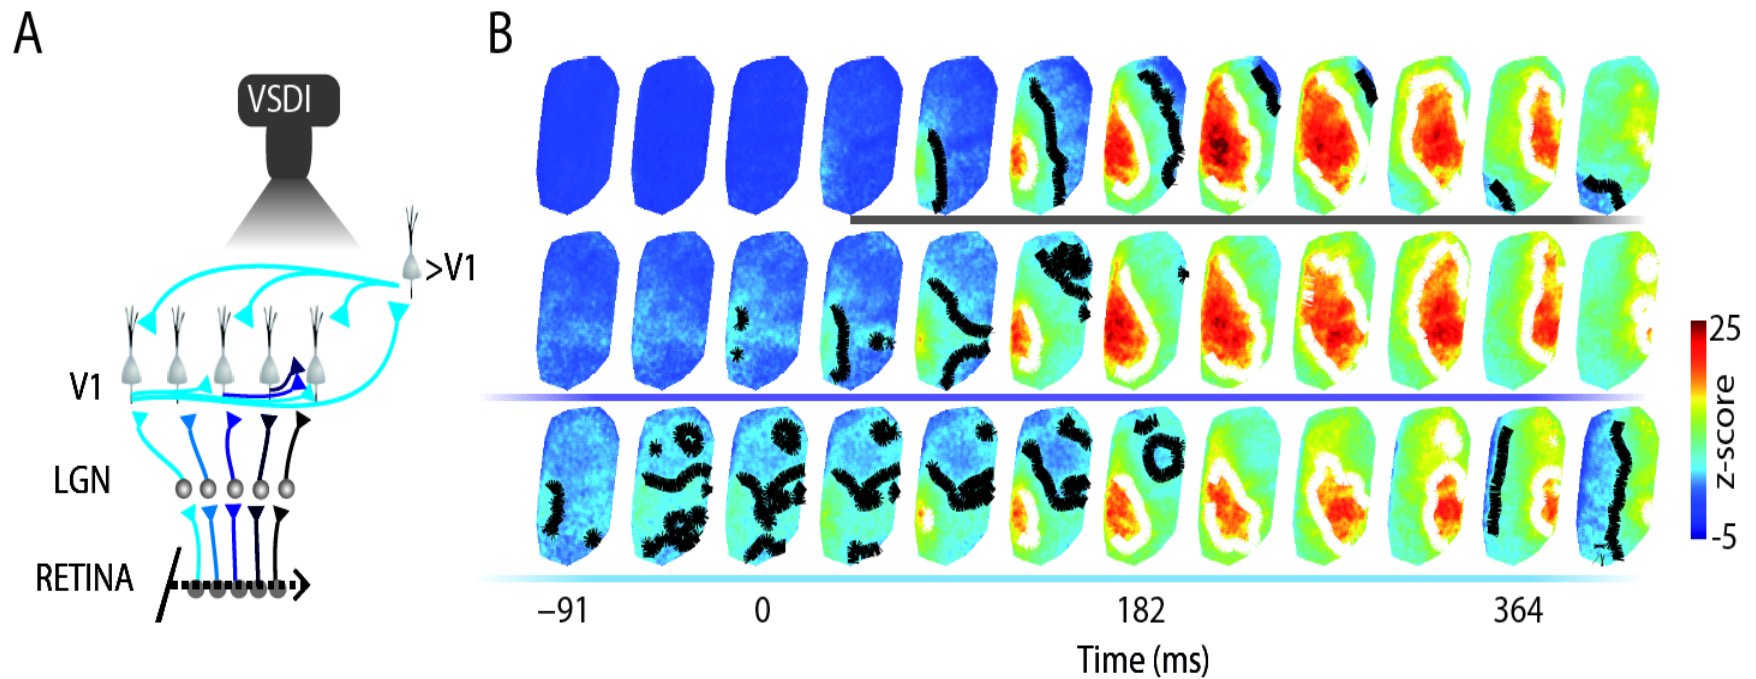 A
B
VSDI
>V1
V1
LGN
RETINA
25
z-score
-5
−91
0
182
364
Time (ms)